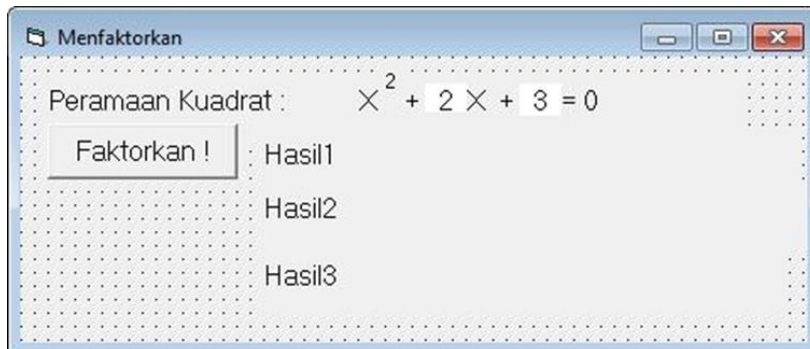 Menfaktorkan
Peramaan Kuadrat : X² + 2 X + 3 = 0
Faktorkan !
Hasil1
Hasil2
Hasil3